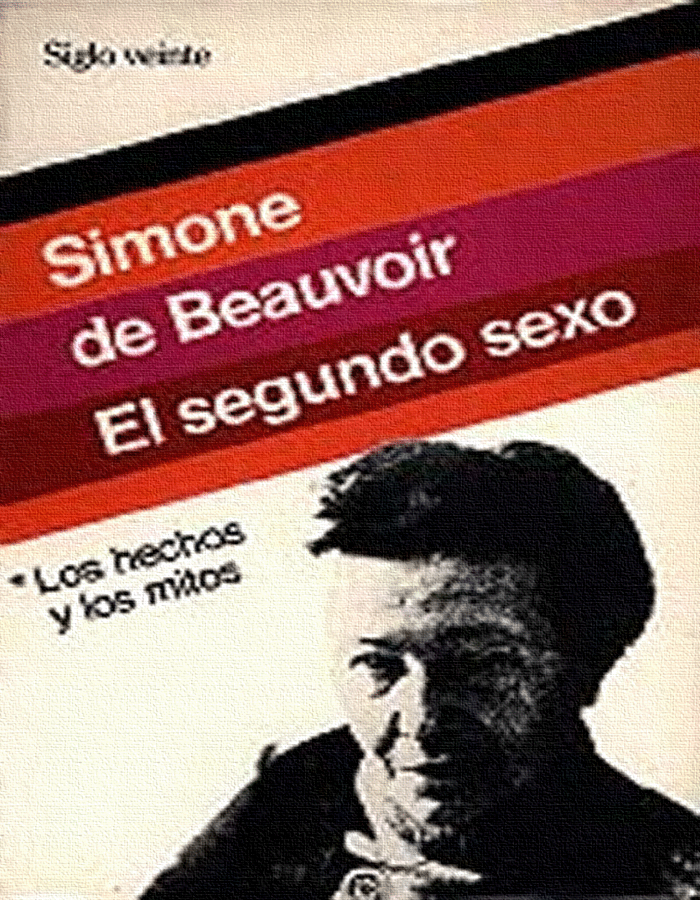 Siglo veinte
Simone
de Beauvoir
El segundo sexo
* Los hechos
y los mitos